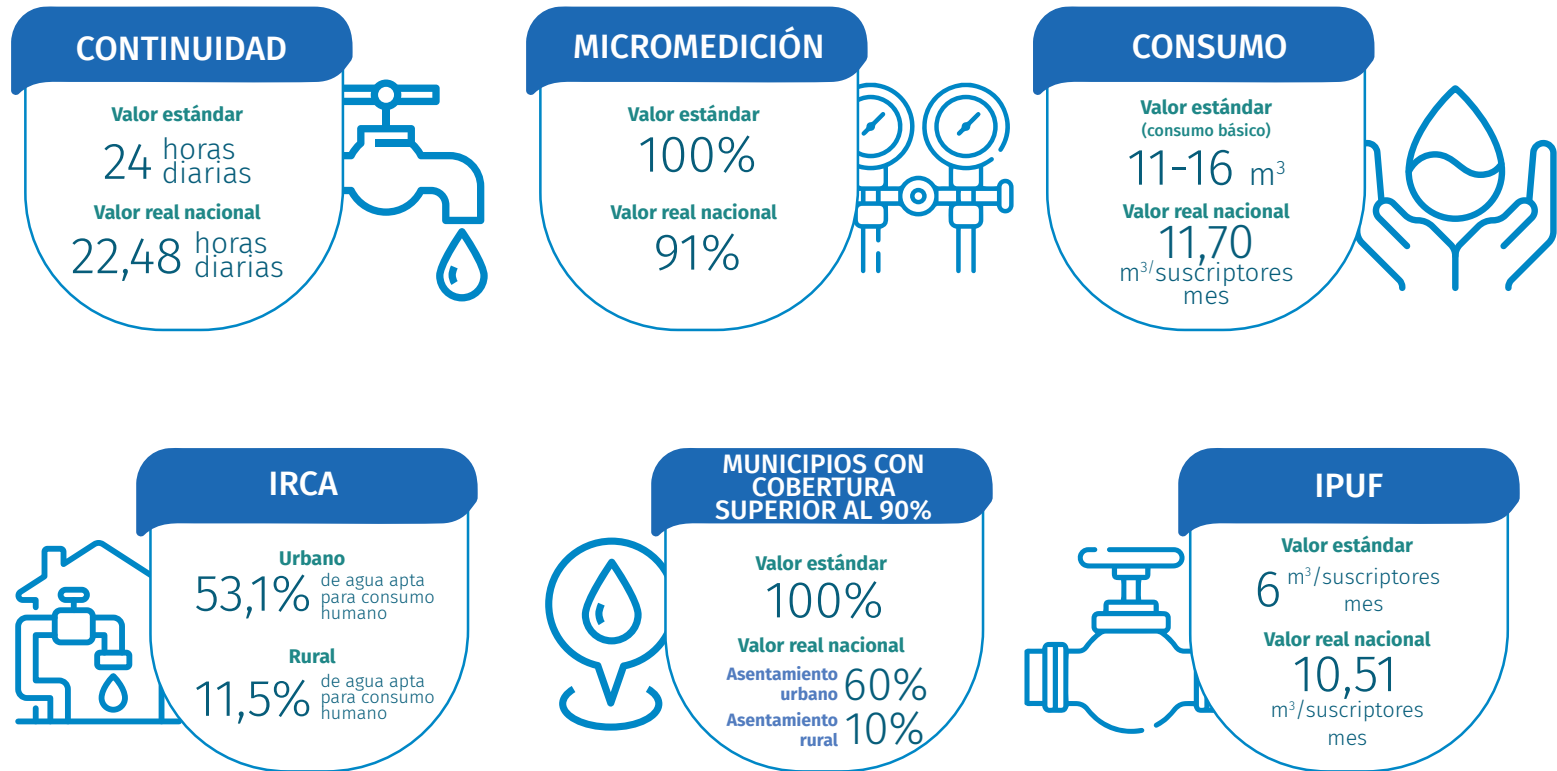 CONTINUIDAD
Valor estándar
24 horas
diarias
Valor real nacional
22,48 horas
diarias
MICROMEDICIÓN
Valor estándar
100%
Valor real nacional
91%
CONSUMO
Valor estándar
(consumo básico)
11-16 m³
Valor real nacional
11,70
m³/suscriptores
mes
IRCA
Urbano
53,1% de agua apta
para consumo
humano
Rural
11,5% de agua apta
para consumo
humano
MUNICIPIOS CON
COBERTURA
SUPERIOR AL 90%
Valor estándar
100%
Valor real nacional
Asentamiento
urbano 60%
Asentamiento
rural 10%
IPUF
Valor estándar
6 m³/suscriptores
mes
Valor real nacional
10,51
m³/suscriptores
mes